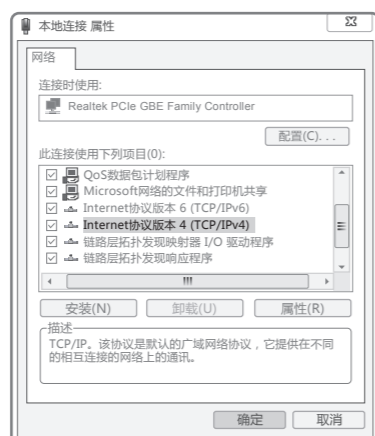 本地连接 属性
网络
连接时使用:
Realtek PCIe GBE Family Controller
配置(C)...
此连接使用下列项目(O):
QoS数据包计划程序
Microsoft网络的文件和打印机共享
Internet协议版本 6 (TCP/IPv6)
Internet协议版本 4 (TCP/IPv4)
链路层拓扑发现映射器 I/O 驱动程序
链路层拓扑发现响应程序
安装(N) 卸载(U) 属性(R)
描述
TCP/IP。该协议是默认的广域网络协议，它提供在不同
的相互连接的网络上的通讯。
确定 取消